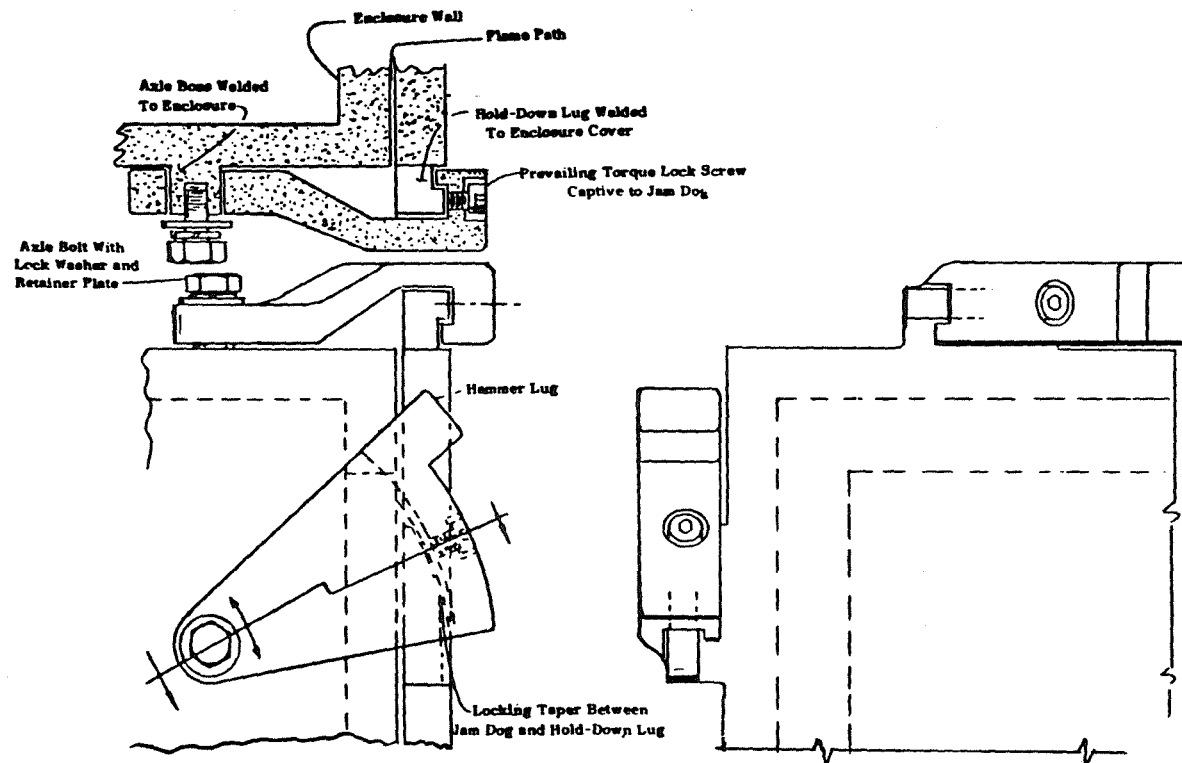 Enclosure Wall
Flame Path
Axle Boss Welded
To Enclosure
Hold-Down Lug Welded
To Enclosure Cover
Prevailing Torque Lock Screw
Captive to Jam Dog
Axle Bolt With
Lock Washer and
Retainer Plate
Hammer Lug
Locking Taper Between
Jam Dog and Hold-Down Lug